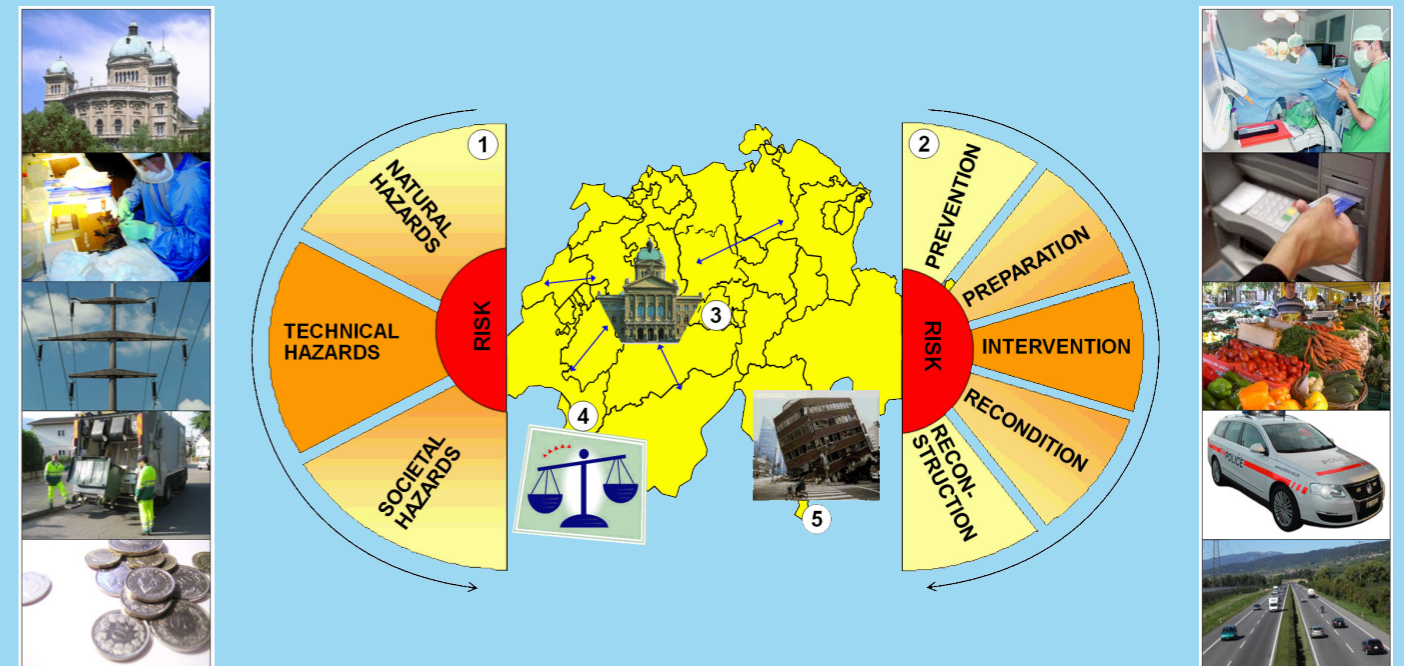 1
NATURAL
HAZARDS
TECHNICAL
HAZARDS
SOCIETAL
HAZARDS
RISK
3
4
5
2
PREVENTION
PREPARATION
INTERVENTION
RECONDITION
RECON-
STRUCTION
RISK
POLICE
POLICE